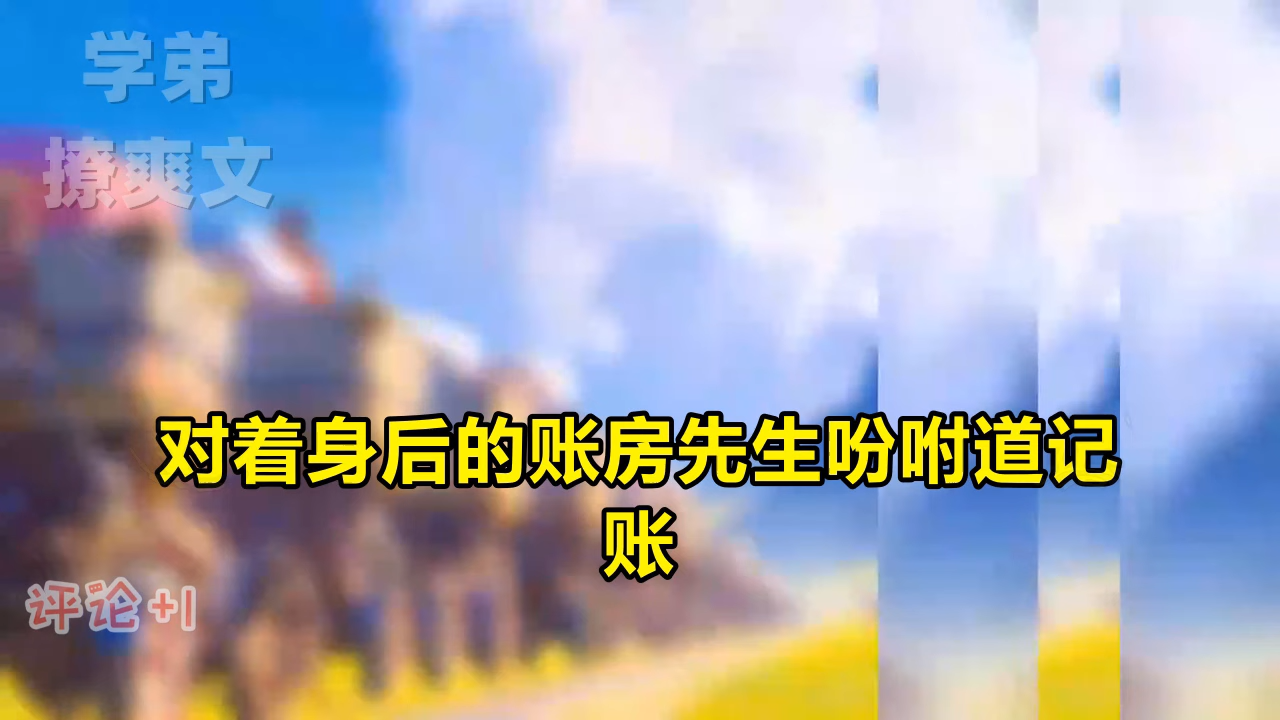 学弟
撩爽文
对着身后的账房先生吩咐道记
账
评论+1